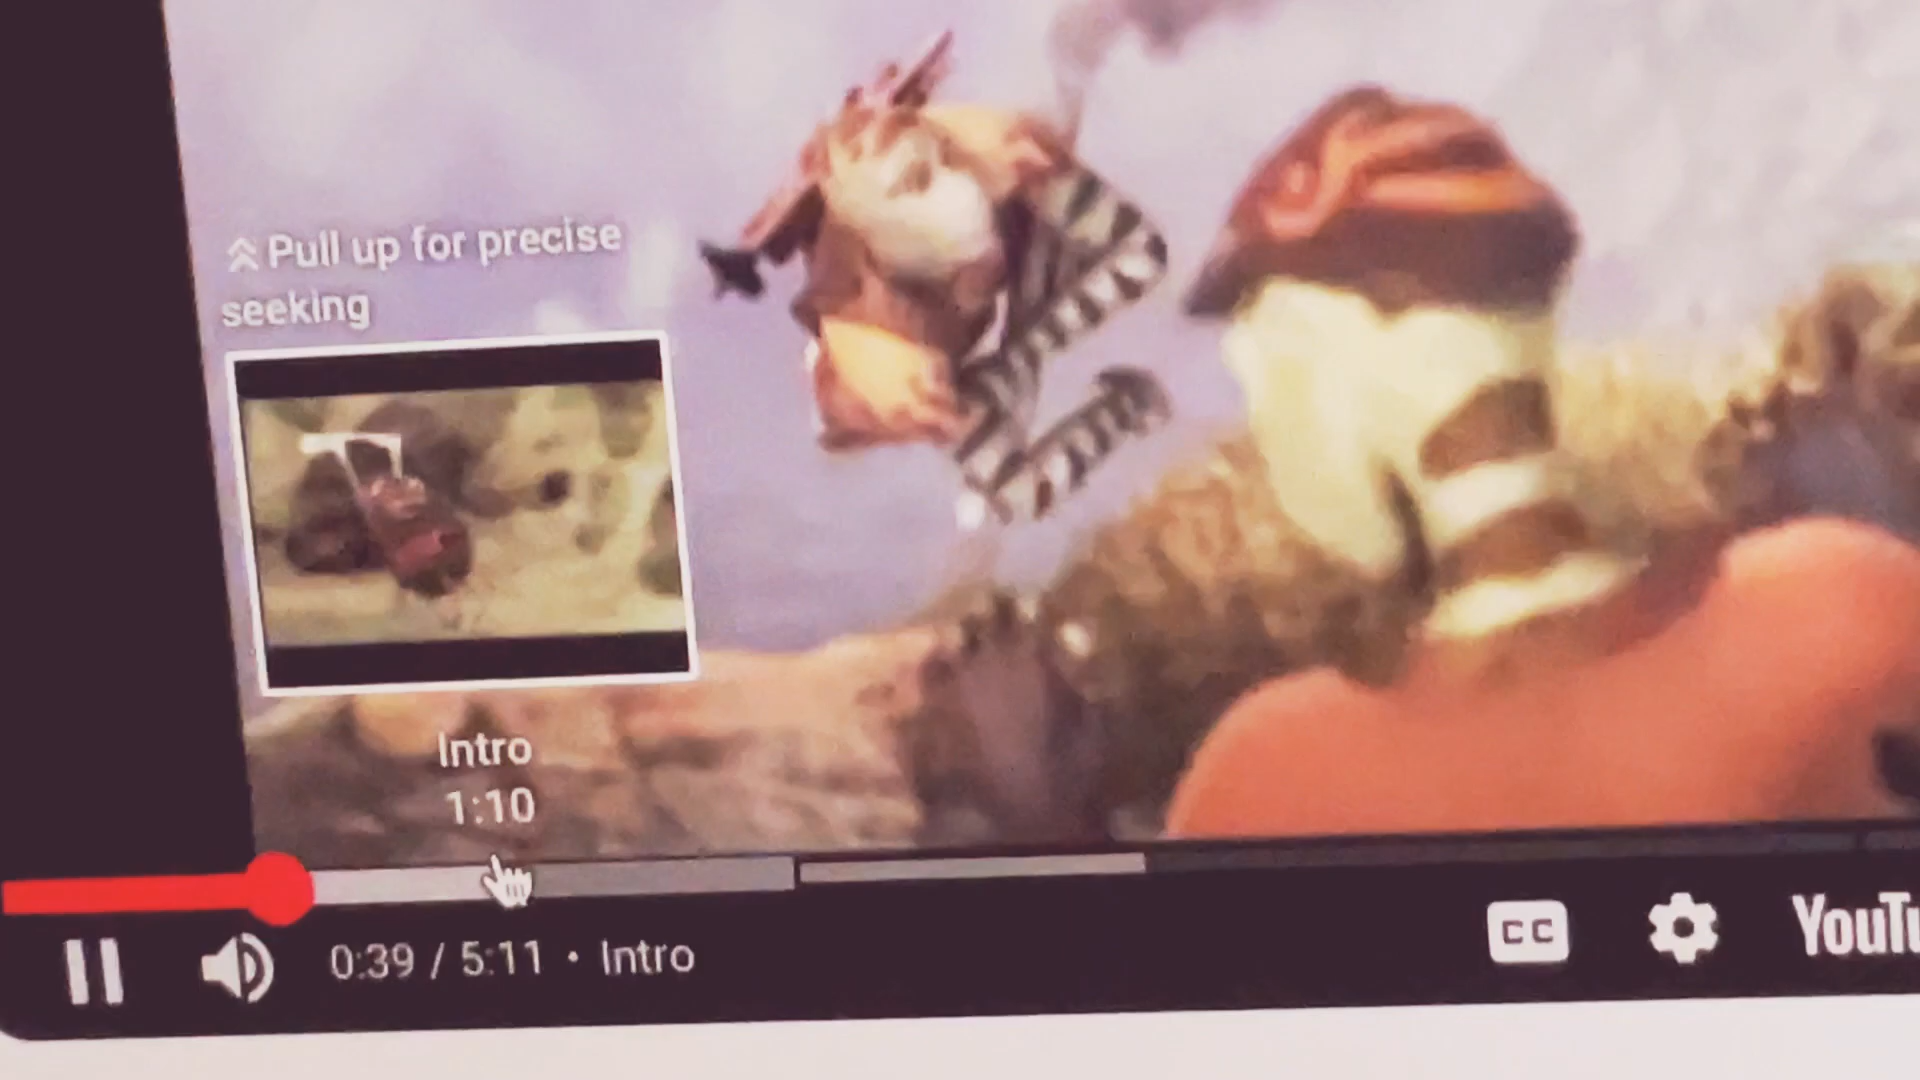 Pull up for precise
seeking
Intro
1:10
0:39 / 5:11 • Intro
CC
YouTu